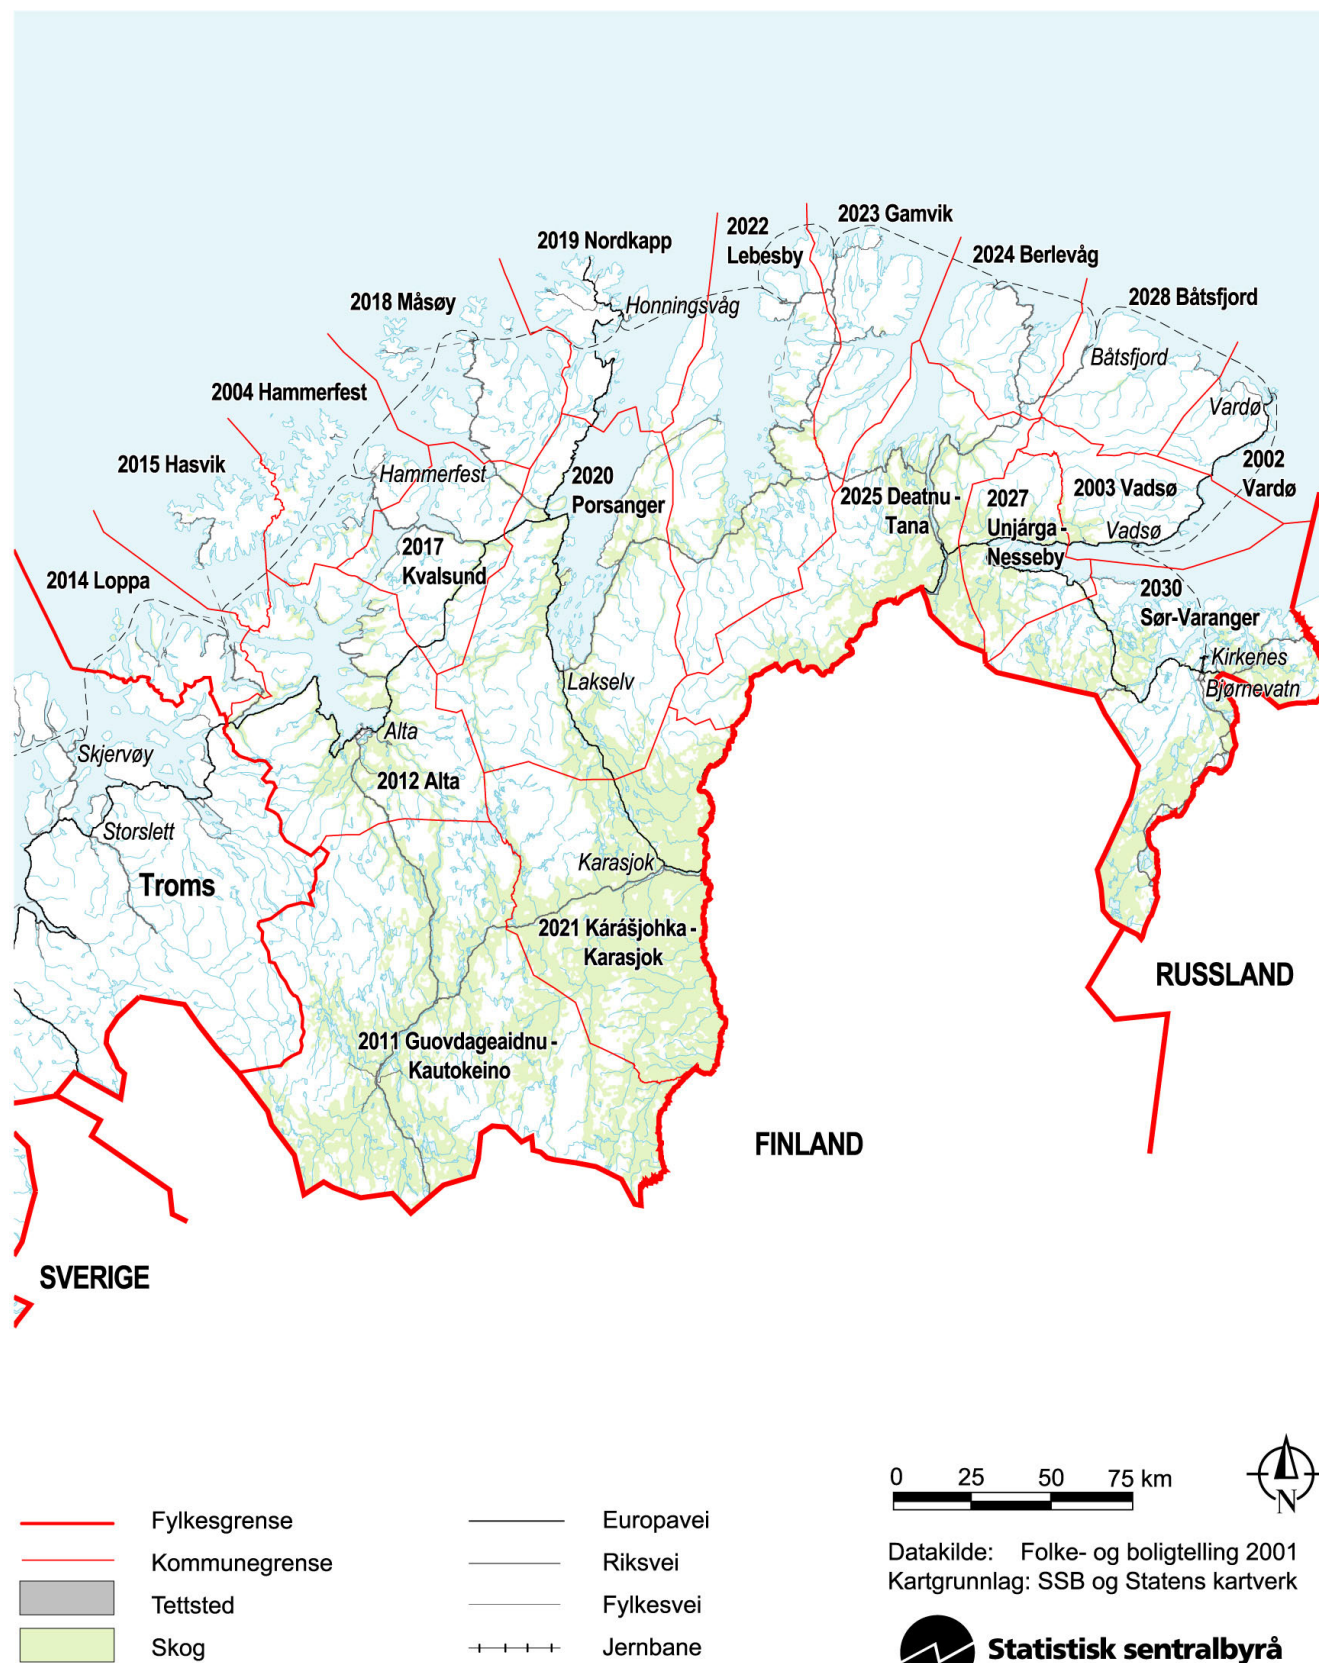 2023 Gamvik
2022
Lebesby
2019 Nordkapp
2024 Berlevåg
2028 Båtsfjord
2018 Måsøy
Honningsvåg
Båtsfjord
2004 Hammerfest
Vardø
2015 Hasvik
Hammerfest
2020
Porsanger
2025 Deatnu -
Tana
2027
Unjárga -
Nesseby
2003 Vadsø
2002
Vardø
Vadsø
2017
Kvalsund
2014 Loppa
2030
Sør-Varanger
Kirkenes
Bjørnevatn
Lakselv
Alta
Skjervøy
2012 Alta
Storslett
Karasjok
Troms
2021 Kárášjohka -
Karasjok
RUSSLAND
2011 Guovdageaidnu -
Kautokeino
FINLAND
SVERIGE
0 25 50 75 km
N
Fylkesgrense
Kommunegrense
Tettsted
Skog
Europavei
Riksvei
Fylkesvei
Jernbane
Datakilde: Folke- og boligtelling 2001
Kartgrunnlag: SSB og Statens kartverk
Statistisk sentralbyrå